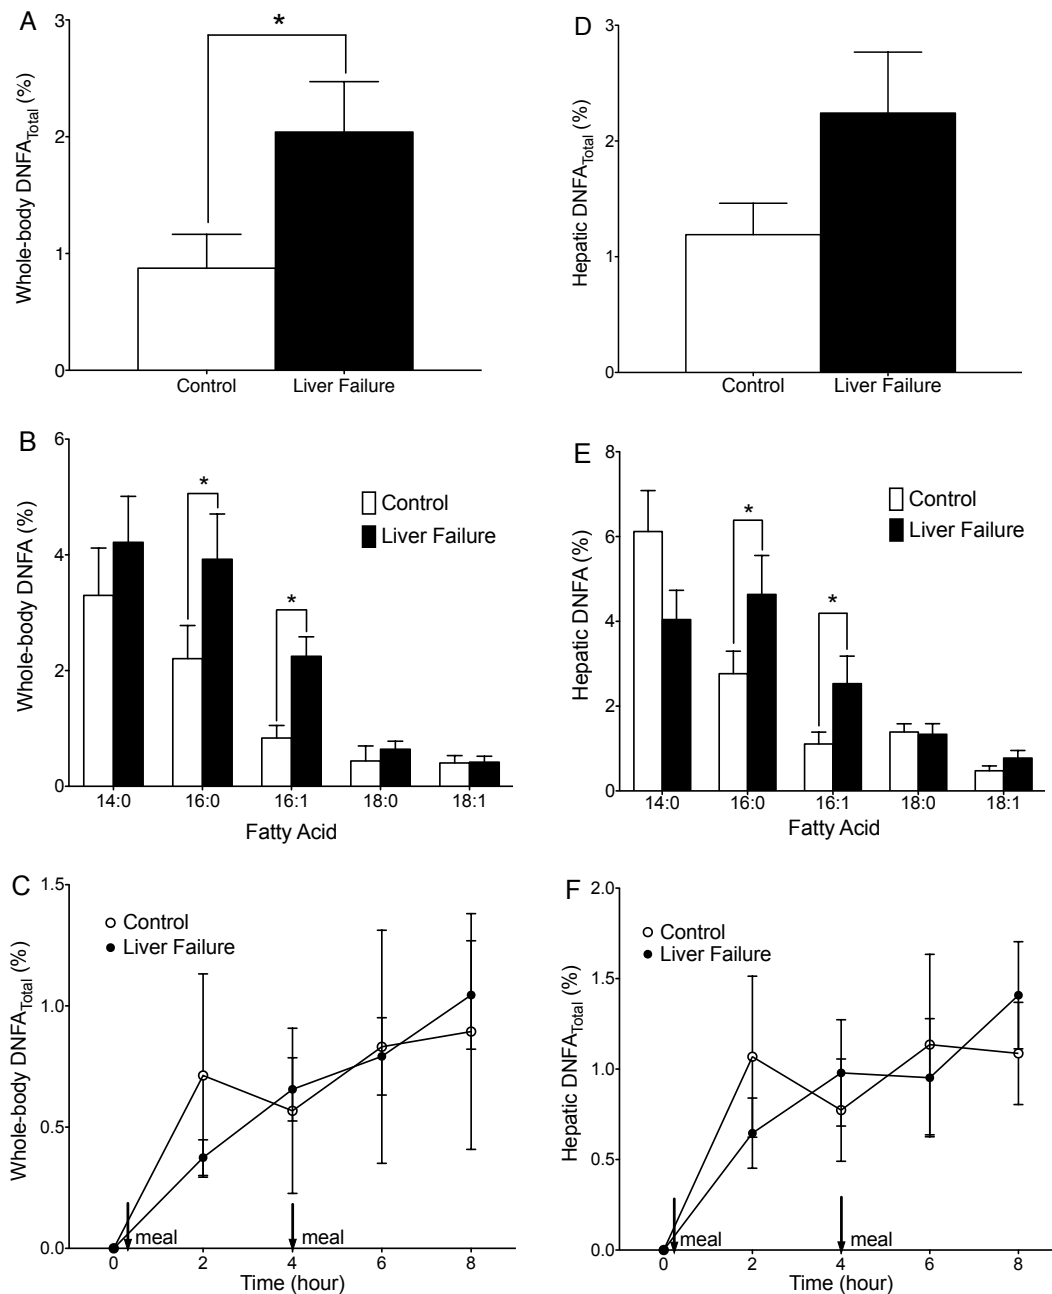 A
Whole-body DNFATotal (%)
3
2
1
0
*
Control
Liver Failure
D
Hepatic DNFATotal (%)
3
2
1
0
Control
Liver Failure
B
Whole-body DNFA (%)
6
4
2
0
*
*
Control
Liver Failure
14:0
16:0
16:1
18:0
18:1
Fatty Acid
E
Hepatic DNFA (%)
8
6
4
2
0
*
*
Control
Liver Failure
14:0
16:0
16:1
18:0
18:1
Fatty Acid
C
Whole-body DNFATotal (%)
1.5
1.0
0.5
0.0
Control
Liver Failure
meal
meal
0
2
4
6
8
Time (hour)
F
Hepatic DNFATotal (%)
2.0
1.5
1.0
0.5
0.0
Control
Liver Failure
meal
meal
0
2
4
6
8
Time (hour)